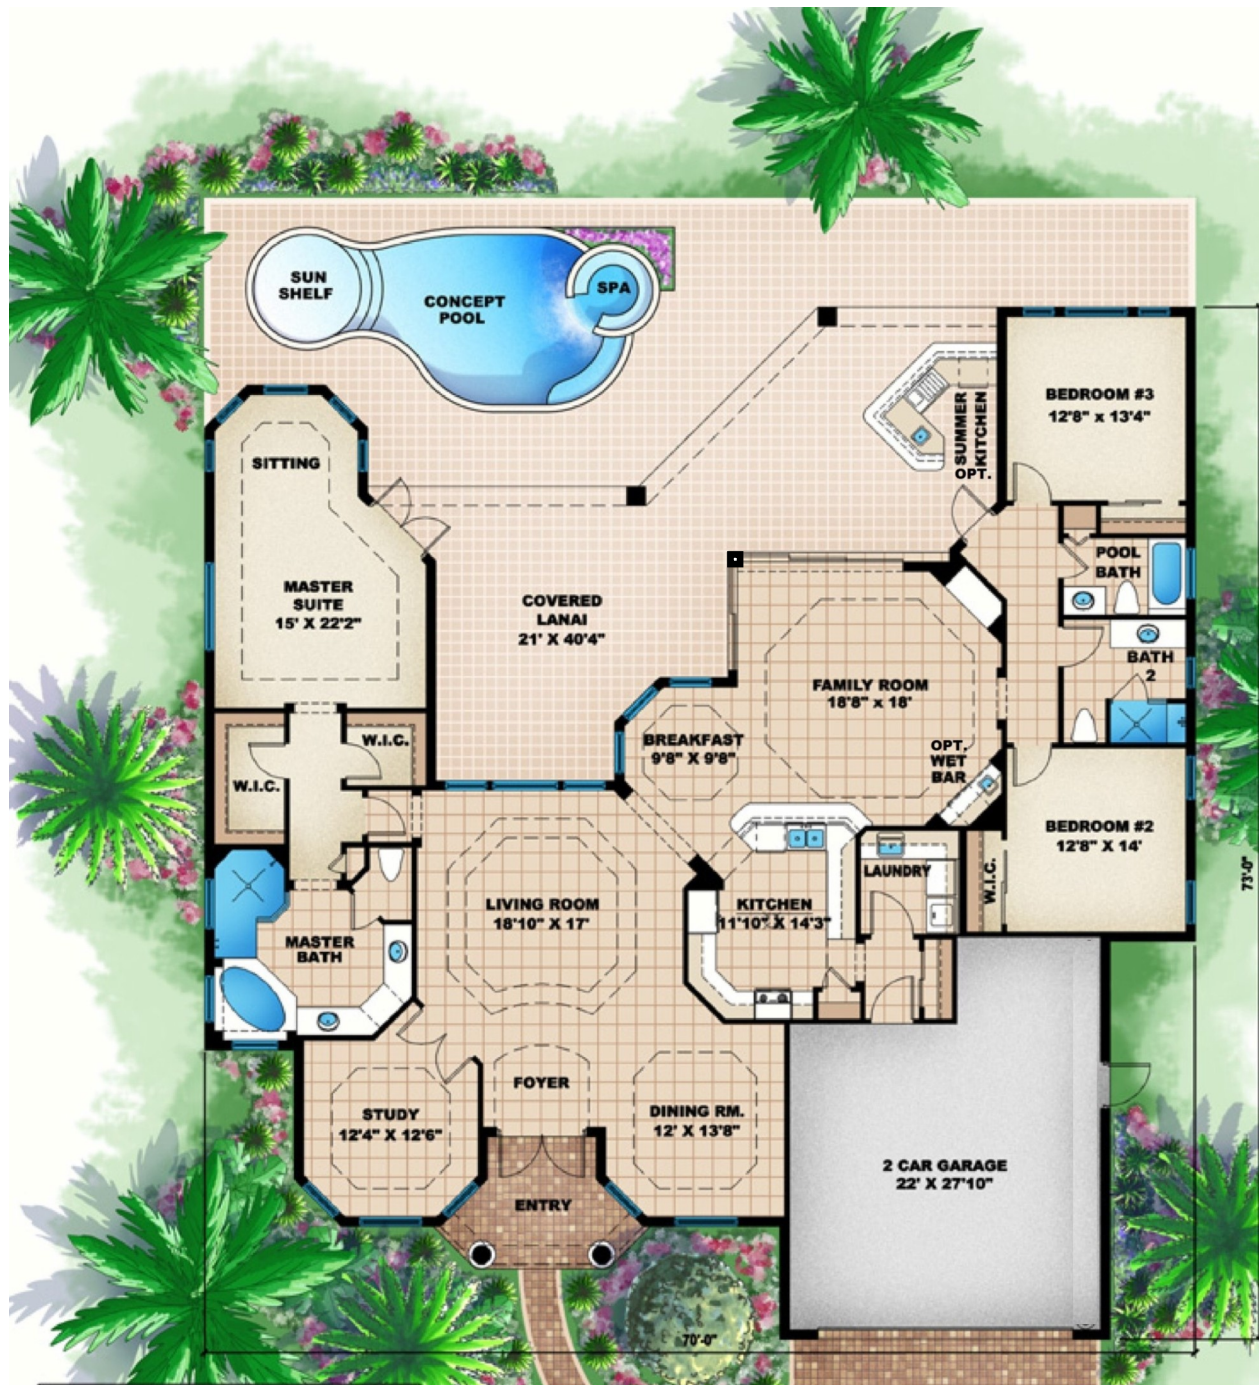 SUN
SHELF
CONCEPT
POOL
SPA
BEDROOM #3
12'8" x 13'4"
SUMMER
KITCHEN
OPT.
SITTING
MASTER
SUITE
15' X 22'2"
COVERED
LANAI
21' X 40'4"
POOL
BATH
BATH
2
FAMILY ROOM
18'8" x 18'
BREAKFAST
9'8" X 9'8"
OPT.
WET
BAR
W.I.C.
W.I.C.
BEDROOM #2
12'8" X 14'
W.I.C.
LAUNDRY
73'-0"
LIVING ROOM
18'10" X 17'
KITCHEN
11'10" X 14'3"
MASTER
BATH
FOYER
STUDY
12'4" X 12'6"
DINING RM.
12' X 13'8"
2 CAR GARAGE
22' X 27'10"
ENTRY
70'-0"